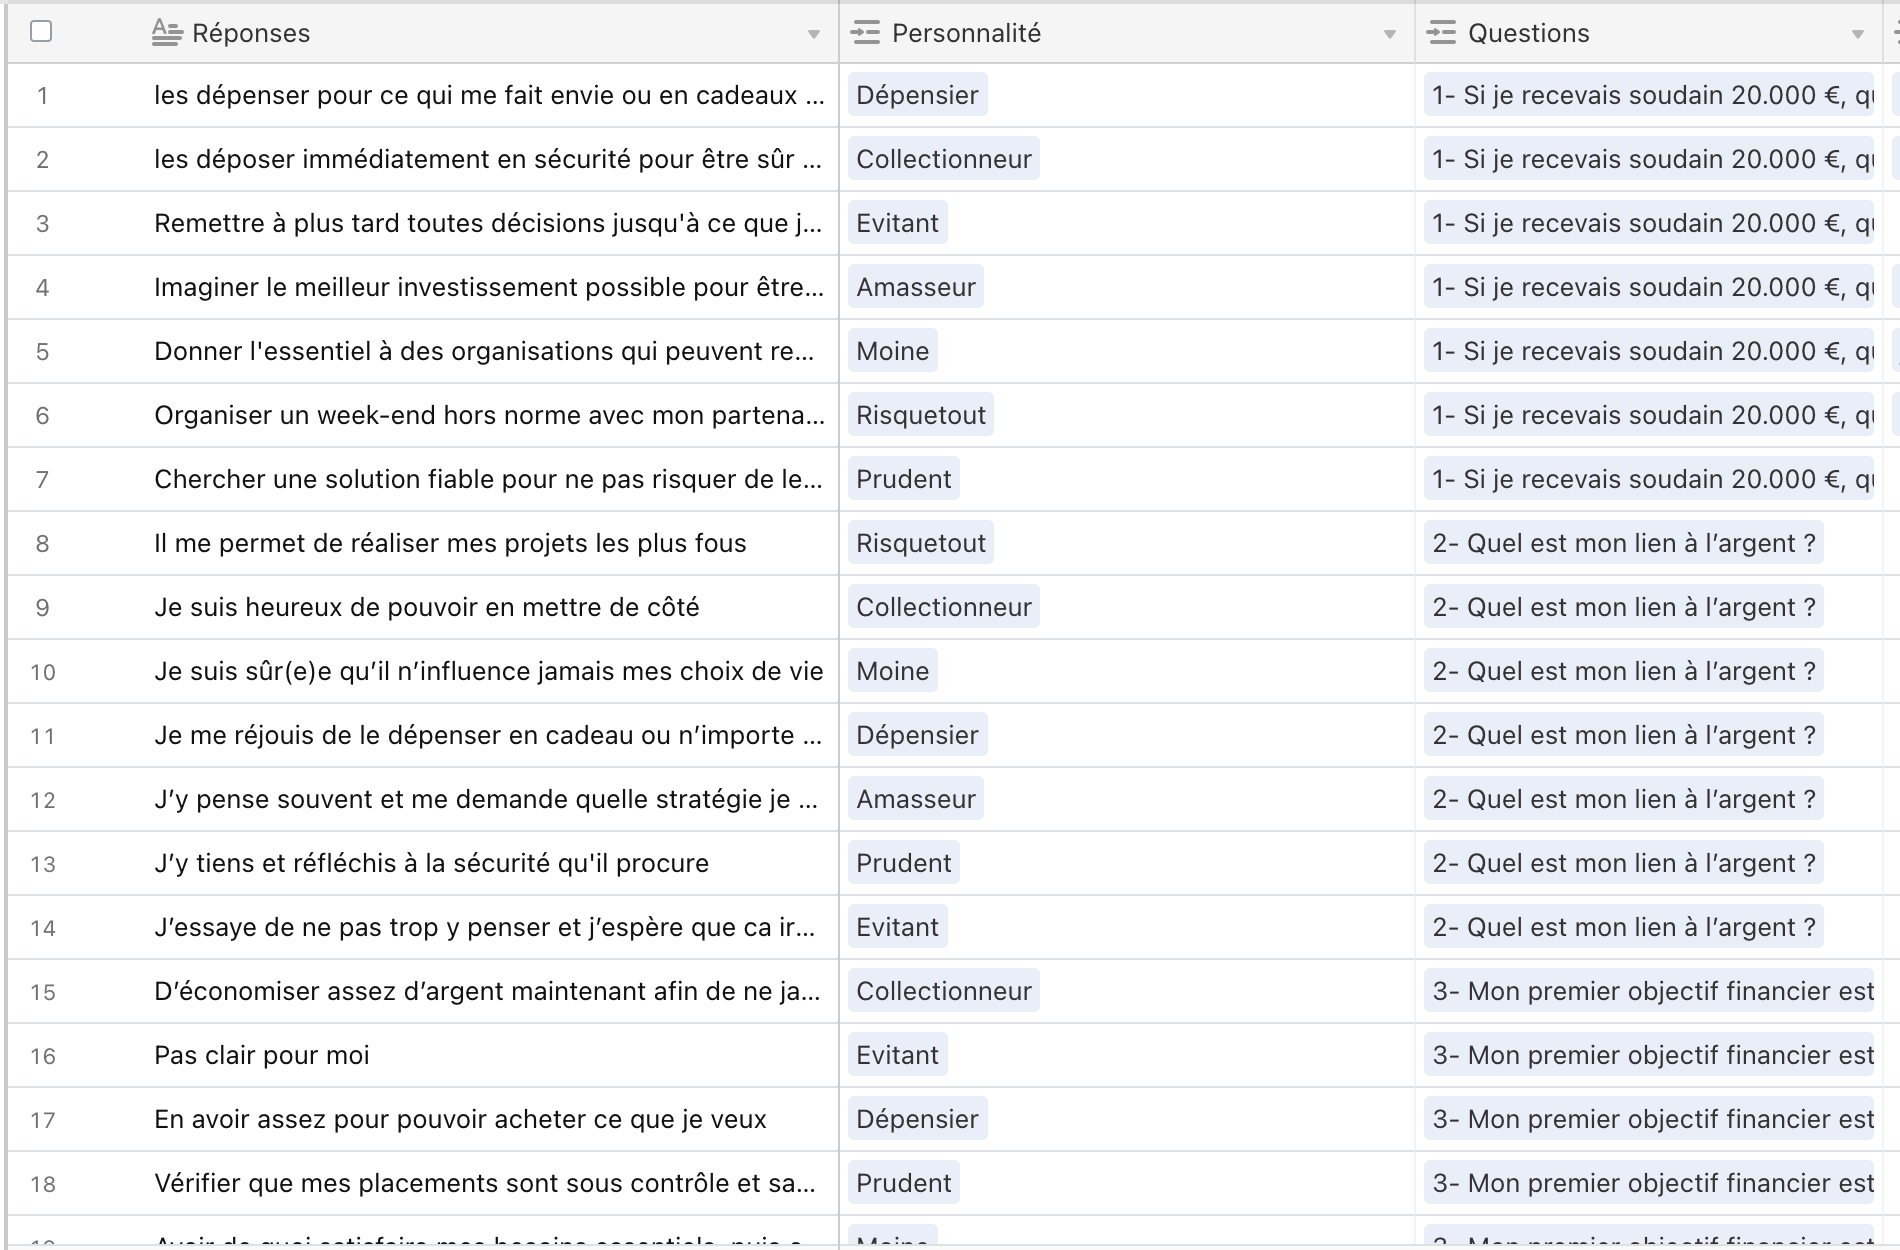 Réponses Personnalité Questions
1 les dépenser pour ce qui me fait envie ou en cadeaux ... Dépensier 1- Si je recevais soudain 20.000 €, qu
2 les déposer immédiatement en sécurité pour être sûr ... Collectionneur 1- Si je recevais soudain 20.000 €, qu
3 Remettre à plus tard toutes décisions jusqu'à ce que j... Evitant 1- Si je recevais soudain 20.000 €, qu
4 Imaginer le meilleur investissement possible pour être... Amasseur 1- Si je recevais soudain 20.000 €, qu
5 Donner l'essentiel à des organisations qui peuvent re... Moine 1- Si je recevais soudain 20.000 €, qu
6 Organiser un week-end hors norme avec mon partena... Risquetout 1- Si je recevais soudain 20.000 €, qu
7 Chercher une solution fiable pour ne pas risquer de le... Prudent 1- Si je recevais soudain 20.000 €, qu
8 Il me permet de réaliser mes projets les plus fous Risquetout 2- Quel est mon lien à l’argent ?
9 Je suis heureux de pouvoir en mettre de côté Collectionneur 2- Quel est mon lien à l’argent ?
10 Je suis sûr(e)e qu’il n’influence jamais mes choix de vie Moine 2- Quel est mon lien à l’argent ?
11 Je me réjouis de le dépenser en cadeau ou n’importe ... Dépensier 2- Quel est mon lien à l’argent ?
12 J’y pense souvent et me demande quelle stratégie je ... Amasseur 2- Quel est mon lien à l’argent ?
13 J’y tiens et réfléchis à la sécurité qu'il procure Prudent 2- Quel est mon lien à l’argent ?
14 J’essaye de ne pas trop y penser et j’espère que ca ir... Evitant 2- Quel est mon lien à l’argent ?
15 D’économiser assez d’argent maintenant afin de ne ja... Collectionneur 3- Mon premier objectif financier est
16 Pas clair pour moi Evitant 3- Mon premier objectif financier est
17 En avoir assez pour pouvoir acheter ce que je veux Dépensier 3- Mon premier objectif financier est
18 Vérifier que mes placements sont sous contrôle et sa... Prudent 3- Mon premier objectif financier est
19 Avoir de quoi satisfaire mes besoins essentiels, puis Moine 3- Mon premier objectif financier est